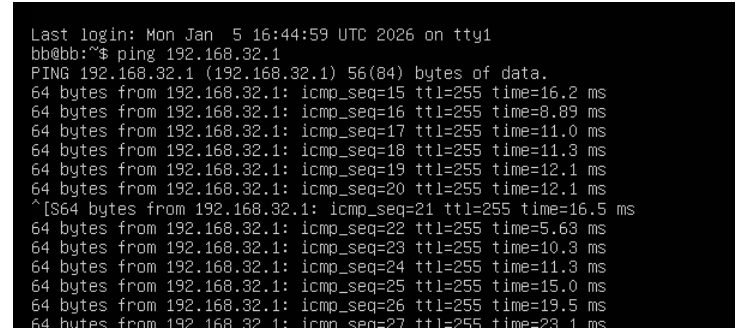 Last login: Mon Jan  5 16:44:59 UTC 2026 on tty1
bb@bb:~$ ping 192.168.32.1
PING 192.168.32.1 (192.168.32.1) 56(84) bytes of data.
64 bytes from 192.168.32.1: icmp_seq=15 ttl=255 time=16.2 ms
64 bytes from 192.168.32.1: icmp_seq=16 ttl=255 time=8.89 ms
64 bytes from 192.168.32.1: icmp_seq=17 ttl=255 time=11.0 ms
64 bytes from 192.168.32.1: icmp_seq=18 ttl=255 time=11.3 ms
64 bytes from 192.168.32.1: icmp_seq=19 ttl=255 time=12.1 ms
64 bytes from 192.168.32.1: icmp_seq=20 ttl=255 time=12.1 ms
^[S64 bytes from 192.168.32.1: icmp_seq=21 ttl=255 time=16.5 ms
64 bytes from 192.168.32.1: icmp_seq=22 ttl=255 time=5.63 ms
64 bytes from 192.168.32.1: icmp_seq=23 ttl=255 time=10.3 ms
64 bytes from 192.168.32.1: icmp_seq=24 ttl=255 time=11.3 ms
64 bytes from 192.168.32.1: icmp_seq=25 ttl=255 time=15.0 ms
64 bytes from 192.168.32.1: icmp_seq=26 ttl=255 time=19.5 ms
64 bytes from 192.168.32.1: icmp_seq=27 ttl=255 time=23.1 ms